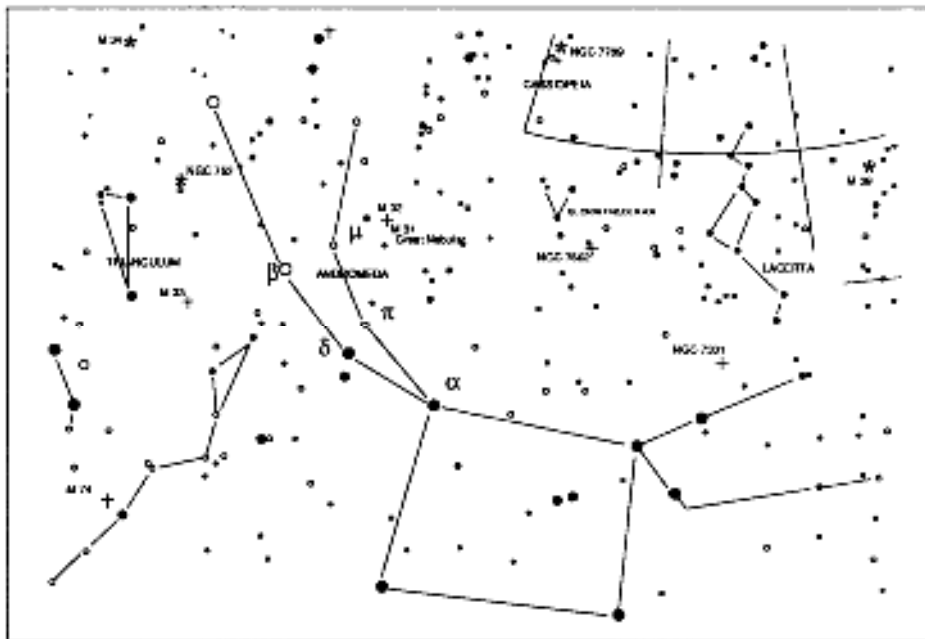 M 34
NGC 7789
CASSIOPEIA
NGC 752
M 39
M 32
μ
M 31
Great Nebula
TRIANGULUM
β
ANDROMEDA
NGC 7662
LACERTA
M 33
π
δ
NGC 7331
α
M 74